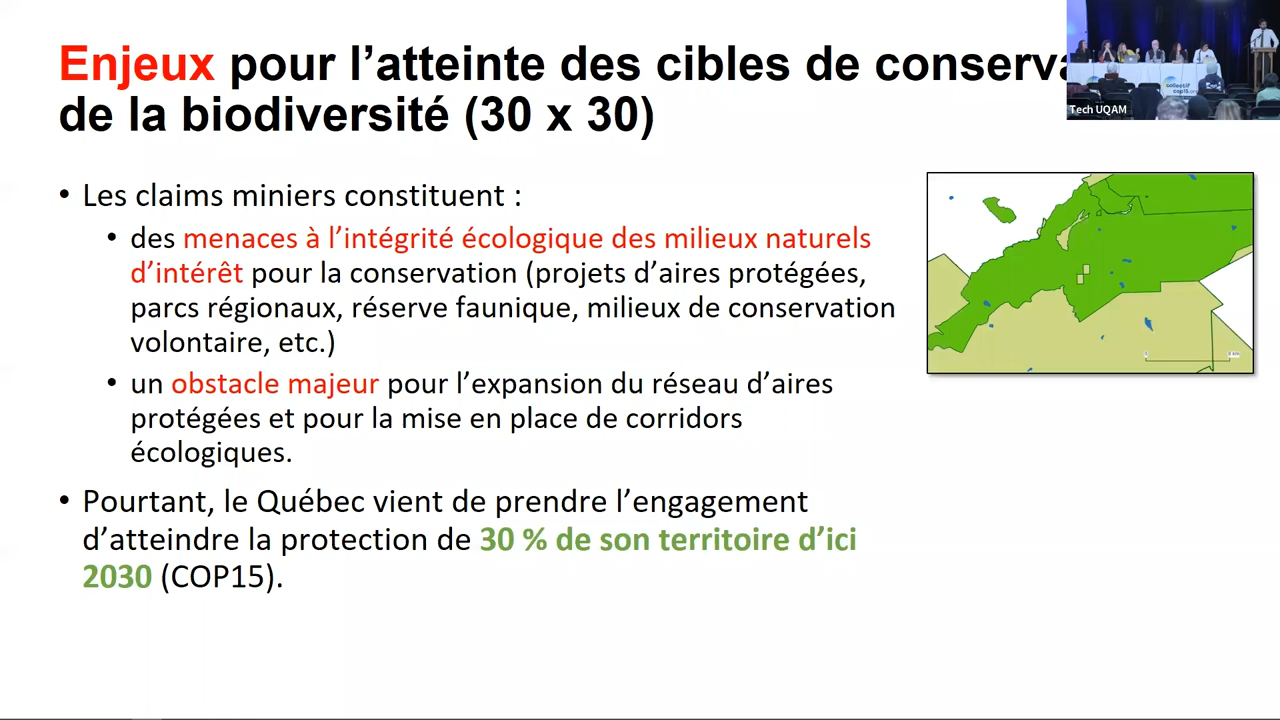 Enjeux pour l’atteinte des cibles de conserva
de la biodiversité (30 x 30)
Tech UQAM
collectif
cop15.org
• Les claims miniers constituent :
• des menaces à l’intégrité écologique des milieux naturels
d’intérêt pour la conservation (projets d’aires protégées,
parcs régionaux, réserve faunique, milieux de conservation
volontaire, etc.)
• un obstacle majeur pour l’expansion du réseau d’aires
protégées et pour la mise en place de corridors
écologiques.
• Pourtant, le Québec vient de prendre l’engagement
d’atteindre la protection de 30 % de son territoire d’ici
2030 (COP15).